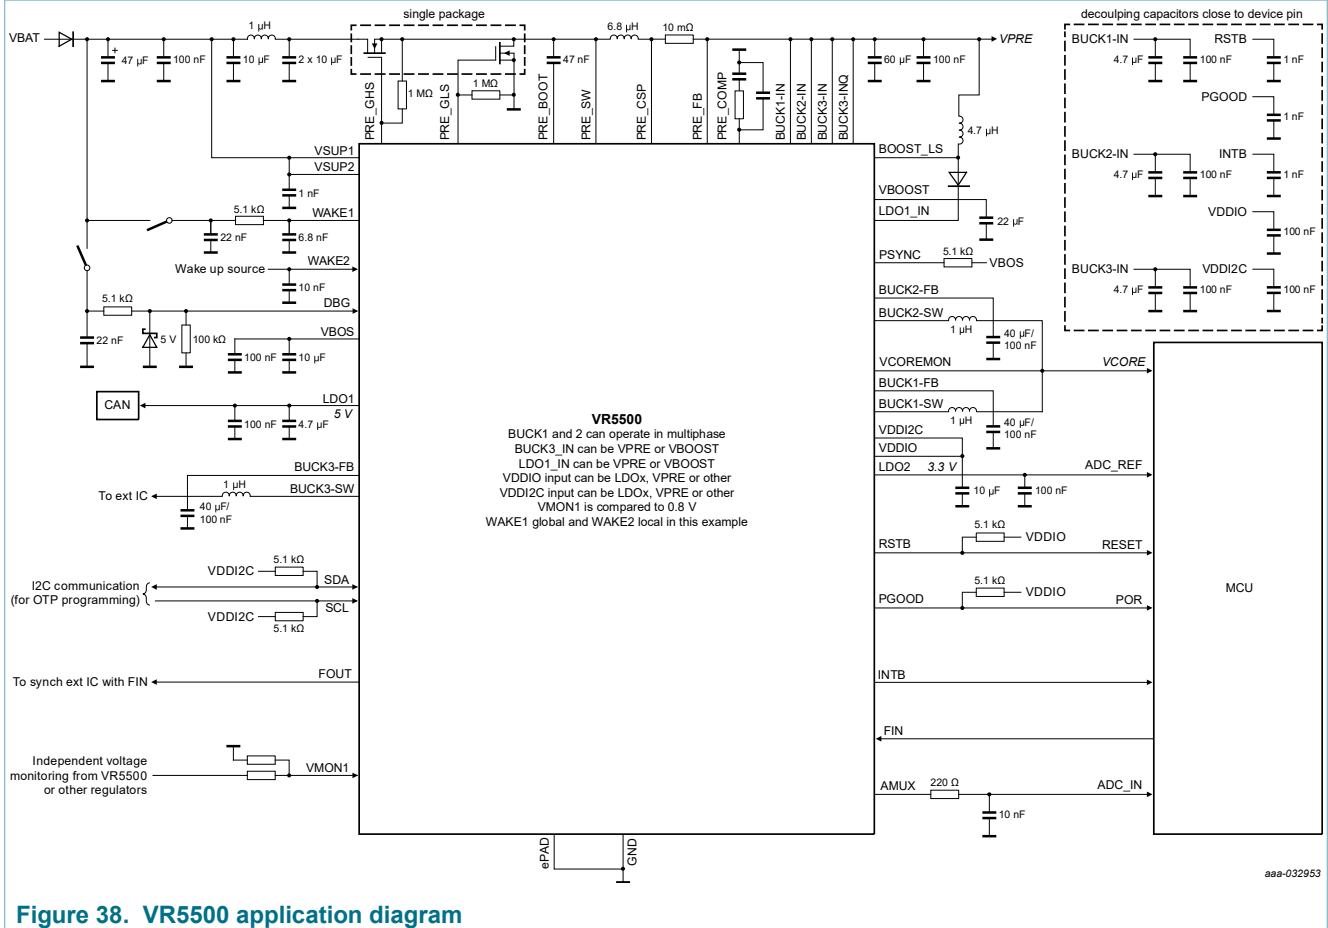 single package
decoulping capacitors close to device pin
VBAT
1 µH
6.8 µH
10 mΩ
VPRE
+
47 µF
100 nF
10 µF
2 x 10 µF
1 MΩ
1 MΩ
47 nF
60 µF
100 nF
PRE_GHS
PRE_GLS
PRE_BOOT
PRE_SW
PRE_CSP
PRE_FB
PRE_COMP
BUCK1-IN
BUCK2-IN
BUCK3-IN
BUCK3-INQ
4.7 µH
BUCK1-IN
4.7 µF
100 nF
RSTB
1 nF
PGOOD
1 nF
BUCK2-IN
4.7 µF
100 nF
INTB
1 nF
VDDIO
100 nF
BUCK3-IN
4.7 µF
100 nF
VDDI2C
100 nF
VSUP1
VSUP2
1 nF
5.1 kΩ
WAKE1
22 nF
6.8 nF
Wake up source
WAKE2
10 nF
5.1 kΩ
DBG
22 nF
5 V
100 kΩ
VBOS
100 nF
10 µF
CAN
LDO1
5 V
100 nF
4.7 µF
BUCK3-FB
To ext IC
1 µH
BUCK3-SW
40 µF/
100 nF
5.1 kΩ
VDDI2C
I2C communication
(for OTP programming)
SDA
SCL
VDDI2C
5.1 kΩ
To synch ext IC with FIN
FOUT
Independent voltage
monitoring from VR5500
or other regulators
VMON1
VR5500
BUCK1 and 2 can operate in multiphase
BUCK3_IN can be VPRE or VBOOST
LDO1_IN can be VPRE or VBOOST
VDDIO input can be LDOx, VPRE or other
VDDI2C input can be LDOx, VPRE or other
VMON1 is compared to 0.8 V
WAKE1 global and WAKE2 local in this example
ePAD
GND
BOOST_LS
VBOOST
LDO1_IN
22 µF
PSYNC
5.1 kΩ
VBOS
BUCK2-FB
BUCK2-SW
1 µH
40 µF/
100 nF
VCOREMON
VCORE
BUCK1-FB
BUCK1-SW
1 µH
40 µF/
100 nF
VDDI2C
VDDIO
LDO2
3.3 V
ADC_REF
10 µF
100 nF
5.1 kΩ
VDDIO
RSTB
RESET
5.1 kΩ
VDDIO
PGOOD
POR
MCU
INTB
FIN
AMUX
220 Ω
ADC_IN
10 nF
aaa-032953
Figure 38. VR5500 application diagram